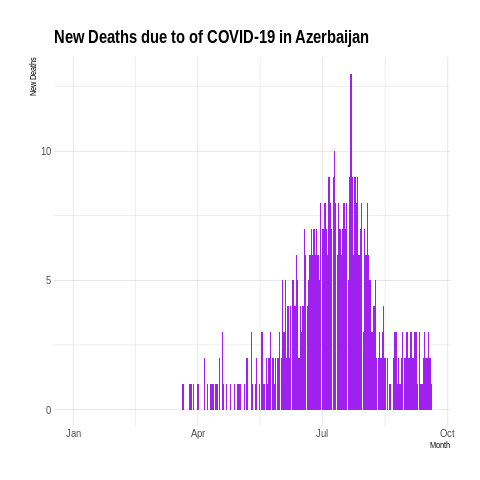 New Deaths due to of COVID-19 in Azerbaijan
New Deaths
10
5
0
Jan Apr Jul Oct
Month